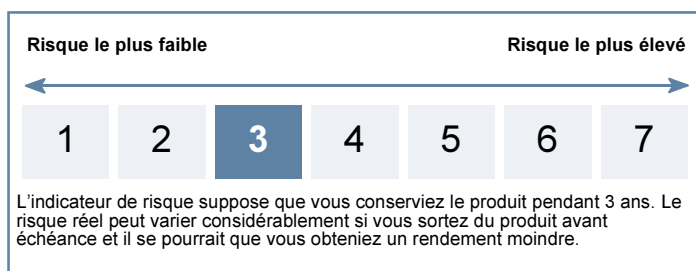 Risque le plus faible Risque le plus élevé
1 2 3 4 5 6 7
L'indicateur de risque suppose que vous conserviez le produit pendant 3 ans. Le
risque réel peut varier considérablement si vous sortez du produit avant
échéance et il se pourrait que vous obteniez un rendement moindre.